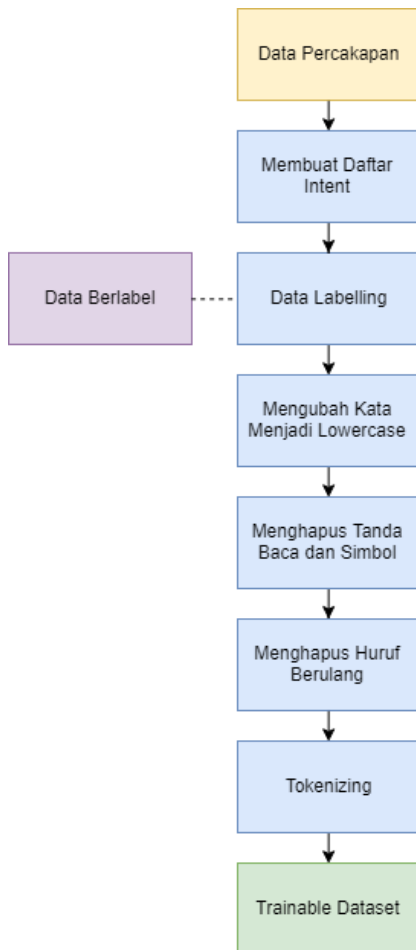 Data Percakapan
Membuat Daftar
Intent
Data Berlabel
Data Labelling
Mengubah Kata
Menjadi Lowercase
Menghapus Tanda
Baca dan Simbol
Menghapus Huruf
Berulang
Tokenizing
Trainable Dataset